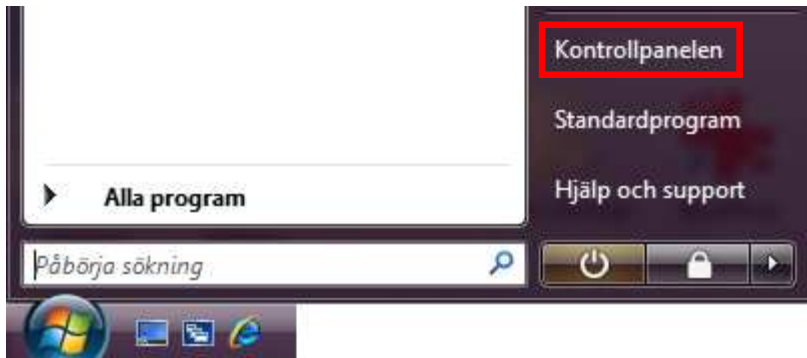 Kontrollpanelen
Standardprogram
Alla program
Hjälp och support
Påbörja sökning